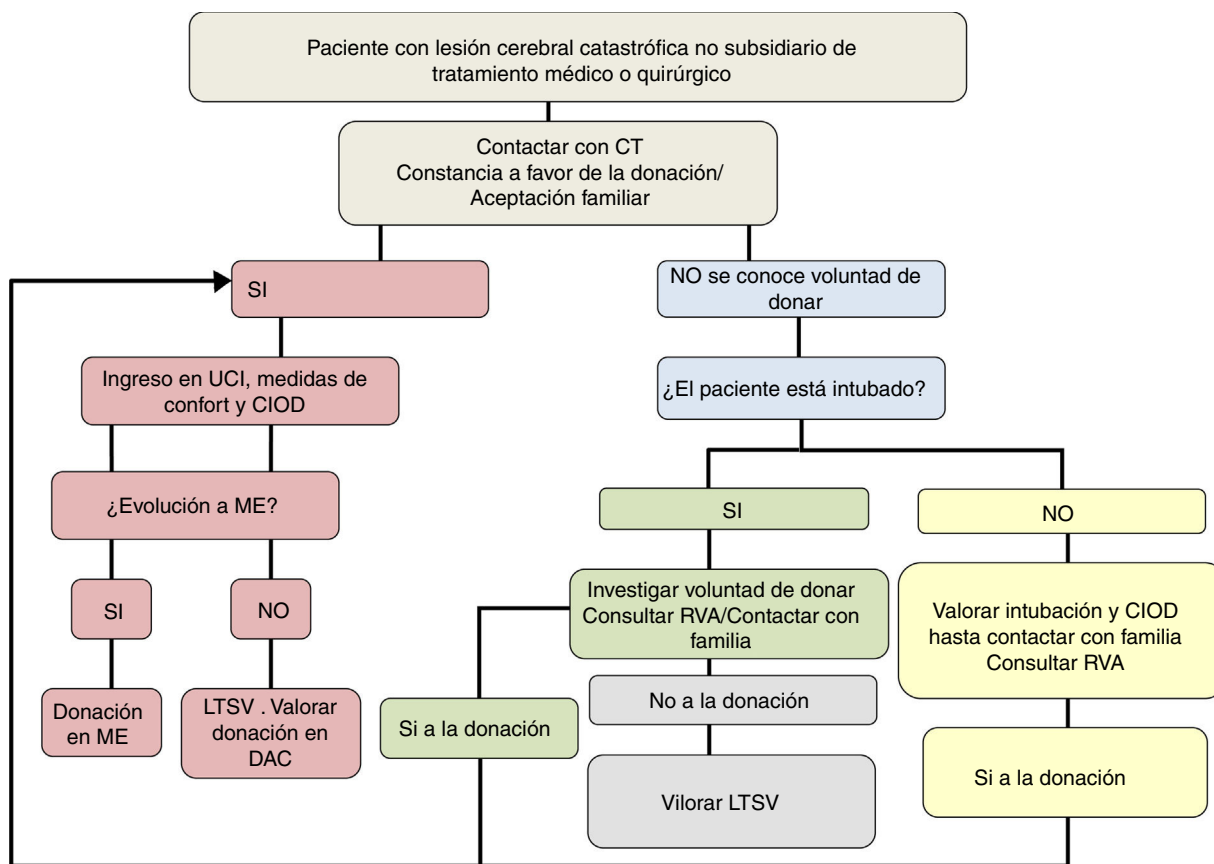 Paciente con lesión cerebral catastrófica no subsidiario de
tratamiento médico o quirúrgico
Contactar con CT
Constancia a favor de la donación/
Aceptación familiar
SI
NO se conoce voluntad de
donar
Ingreso en UCI, medidas de
confort y CIOD
¿El paciente está intubado?
¿Evolución a ME?
SI
NO
SI
NO
Investigar voluntad de donar
Consultar RVA/Contactar con
familia
Valorar intubación y CIOD
hasta contactar con familia
Consultar RVA
Donación
en ME
LTSV . Valorar
donación en
DAC
Si a la donación
No a la donación
Vilorar LTSV
Si a la donación